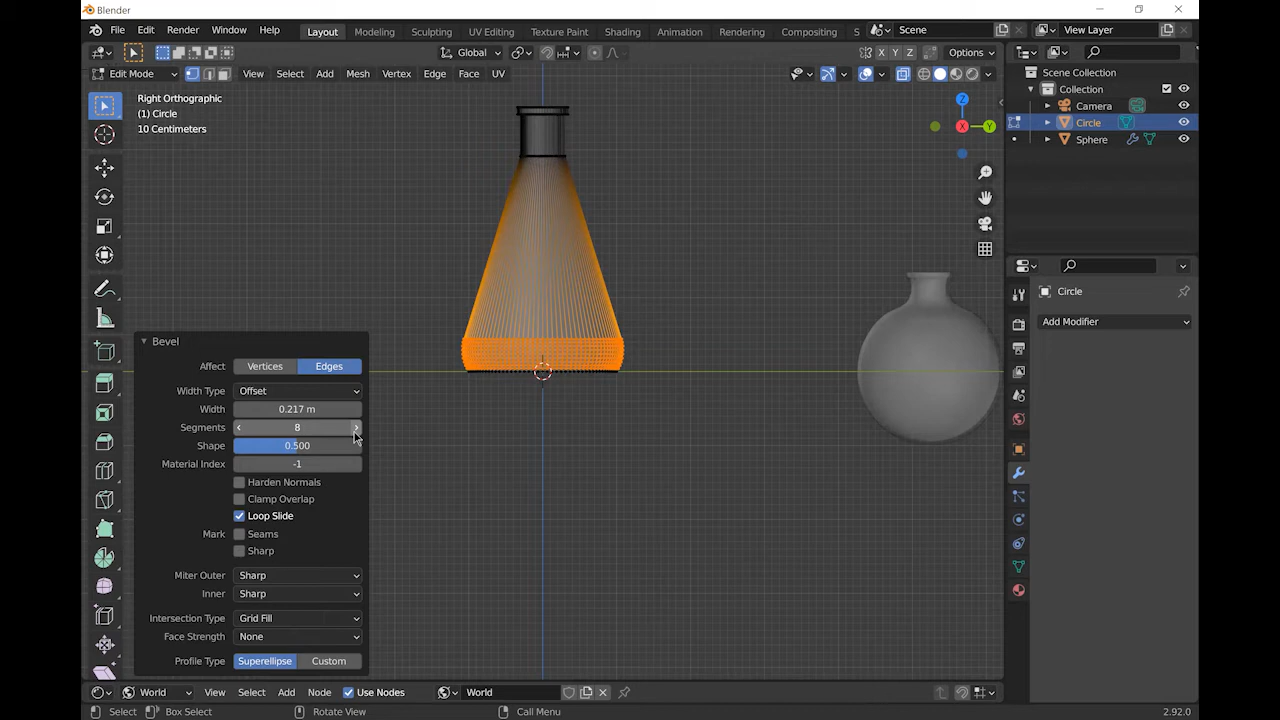 Blender
File Edit Render Window Help Layout Modeling Sculpting UV Editing Texture Paint Shading Animation Rendering Compositing S Scene View Layer
Global X Y Z Options
Edit Mode View Select Add Mesh Vertex Edge Face UV
Right Orthographic
(1) Circle
10 Centimeters
Z
Y
X
Scene Collection
Collection
Camera
Circle
Sphere
Circle
Add Modifier
Bevel
Affect Vertices Edges
Width Type Offset
Width 0.217 m
Segments 8
Shape 0.500
Material Index -1
Harden Normals
Clamp Overlap
Loop Slide
Mark Seams
Sharp
Miter Outer Sharp
Inner Sharp
Intersection Type Grid Fill
Face Strength None
Profile Type Superellipse Custom
World View Select Add Node Use Nodes World
Select Box Select Rotate View Call Menu 2.92.0